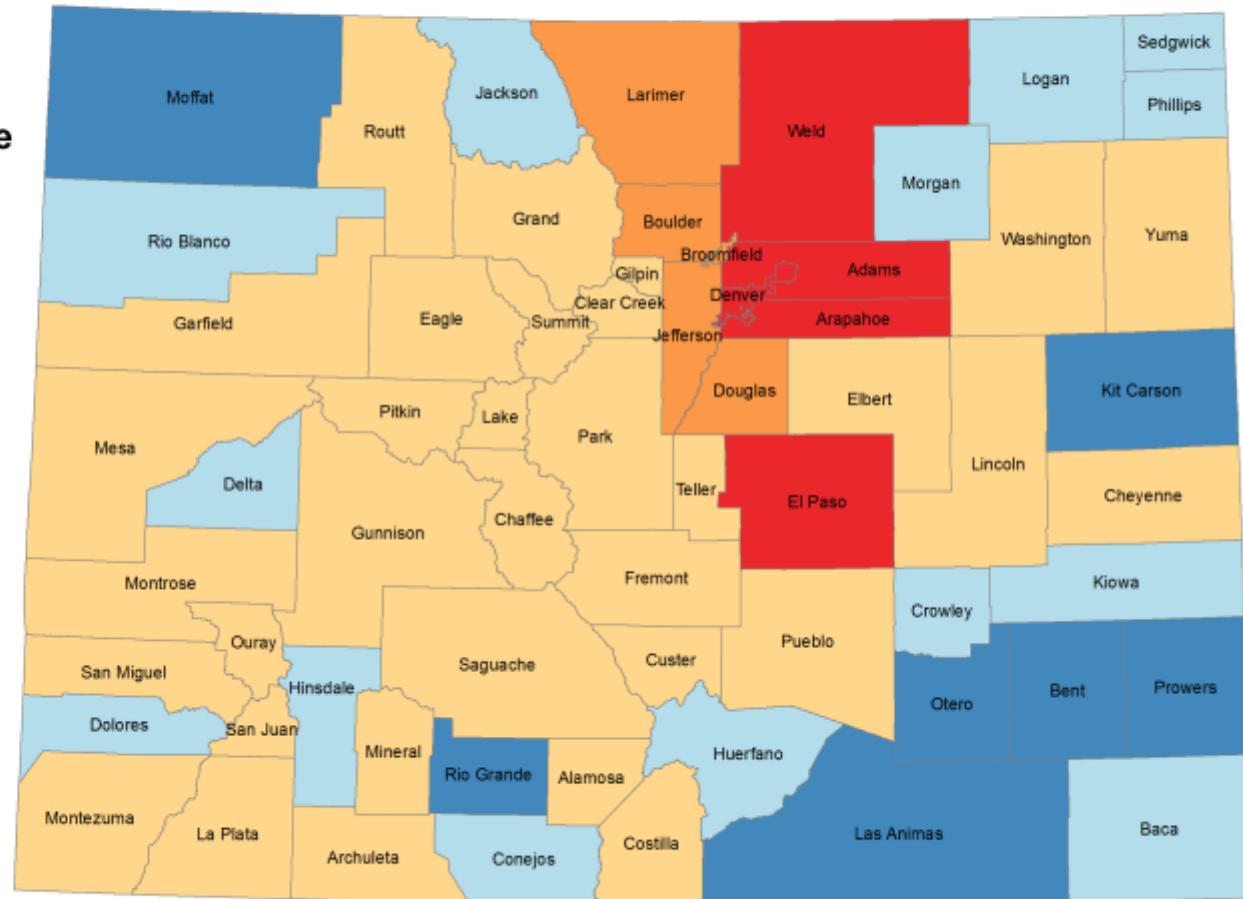 e
Moffat
Routt
Jackson
Larimer
Weld
Logan
Sedgwick
Phillips
Morgan
Rio Blanco
Grand
Boulder
Broomfield
Washington
Yuma
Gilpin
Adams
Clear Creek
Denver
Garfield
Eagle
Summit
Jefferson
Arapahoe
Pitkin
Lake
Park
Douglas
Elbert
Kit Carson
Mesa
Delta
Gunnison
Chaffee
Teller
El Paso
Lincoln
Cheyenne
Montrose
Fremont
Crowley
Kiowa
Ouray
Saguache
Custer
Pueblo
San Miguel
Hinsdale
Otero
Bent
Prowers
Dolores
San Juan
Mineral
Rio Grande
Alamosa
Huerfano
Montezuma
La Plata
Archuleta
Conejos
Costilla
Las Animas
Baca